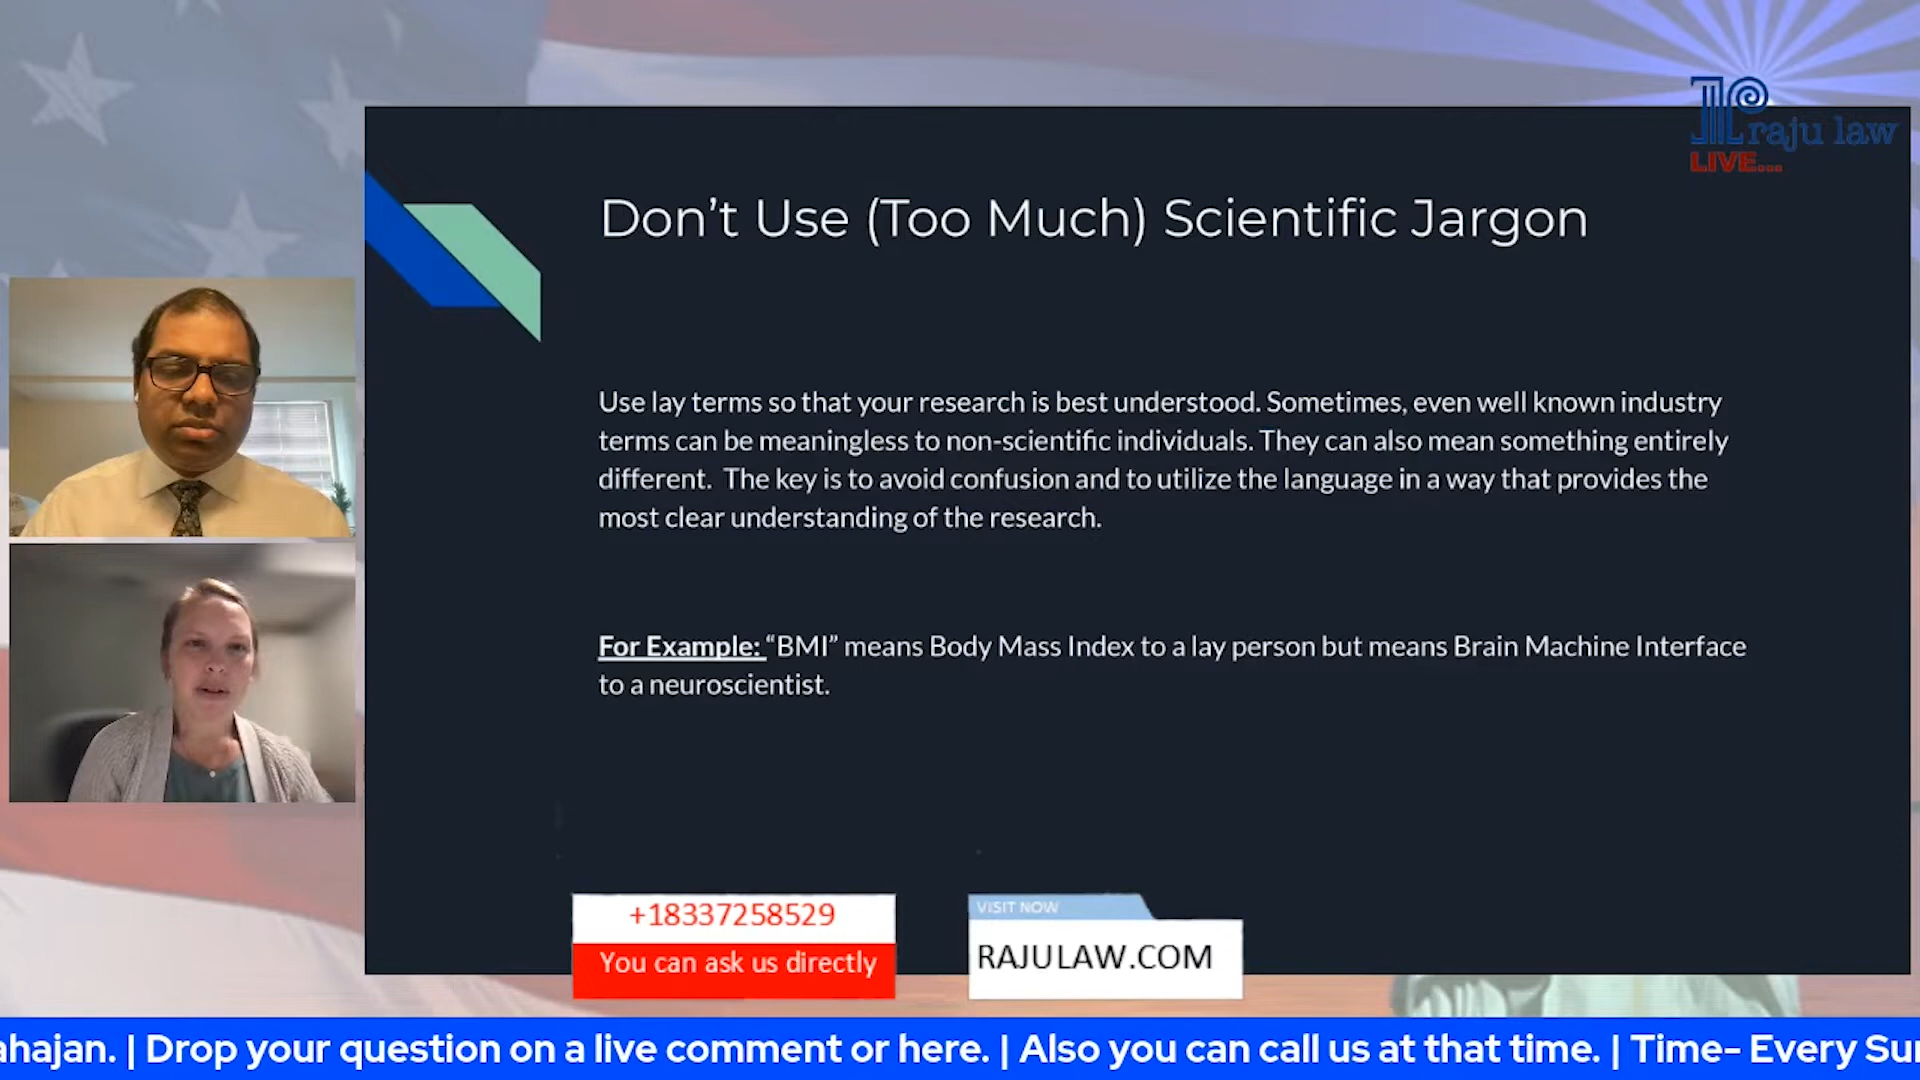 raju law
LIVE...
Don't Use (Too Much) Scientific Jargon
Use lay terms so that your research is best understood. Sometimes, even well known industry
terms can be meaningless to non-scientific individuals. They can also mean something entirely
different. The key is to avoid confusion and to utilize the language in a way that provides the
most clear understanding of the research.
For Example: “BMI” means Body Mass Index to a lay person but means Brain Machine Interface
to a neuroscientist.
+18337258529
You can ask us directly
VISIT NOW
RAJULAW.COM
ahajan. | Drop your question on a live comment or here. | Also you can call us at that time. | Time- Every Sun